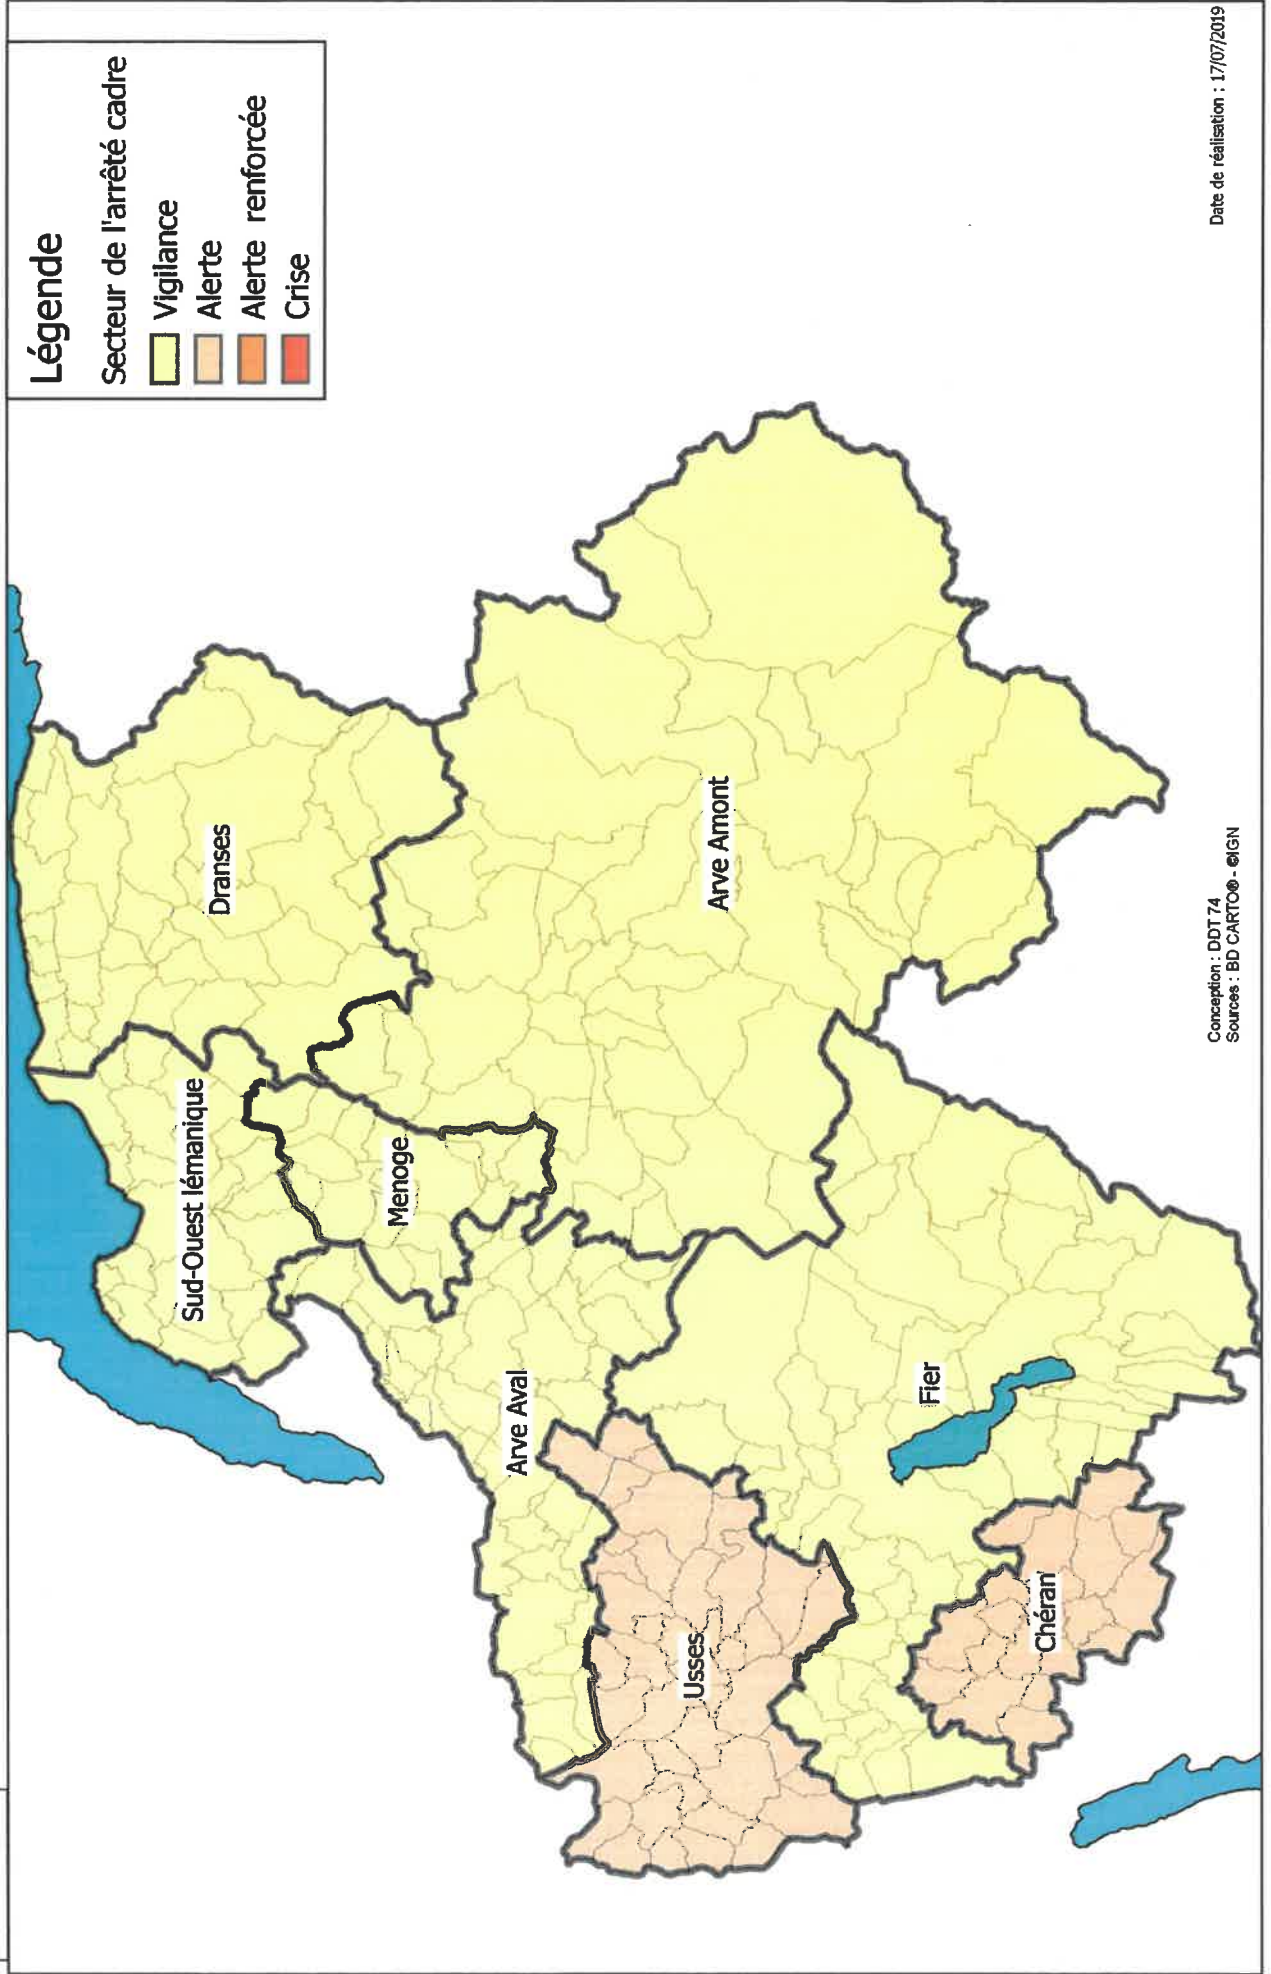 Légende
Secteur de l'arrêté cadre
Vigilance
Alerte
Alerte renforcée
Crise
Dranses
Sud-Ouest lémanique
Menoge
Arve Amont
Arve Aval
Fier
Usses
Chéran
Conception : DDT 74
Sources : BD CARTO® - ©IGN
Date de réalisation : 17/07/2019